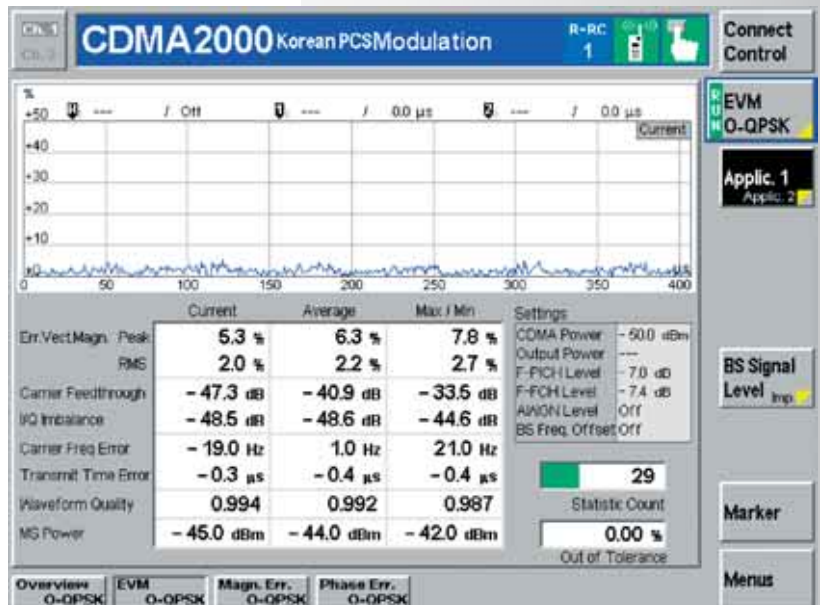 CDMA2000 Korean PCS Modulation
R-RC
1
Connect
Control
%
+50 --- / Off --- / 0.0 µs 2 --- / 0.0 µs
Current
+40
+30
+20
+10
0 50 100 150 200 250 300 350 400
RUN
EVM
O-QPSK
Applic. 1
Applic. 2
Current Average Max / Min
Err.Vect.Magn. Peak 5.3 % 6.3 % 7.8 %
RMS 2.0 % 2.2 % 2.7 %
Carrier Feedthrough - 47.3 dB - 40.9 dB - 33.5 dB
I/Q Imbalance - 48.5 dB - 48.6 dB - 44.6 dB
Carrier Freq Error - 19.0 Hz 1.0 Hz 21.0 Hz
Transmit Time Error - 0.3 µs - 0.4 µs - 0.4 µs
Waveform Quality 0.994 0.992 0.987
MS Power - 45.0 dBm - 44.0 dBm - 42.0 dBm
Settings
CDMA Power - 50.0 dBm
Output Power ---
F-PICH Level - 7.0 dB
F-FCH Level - 7.4 dB
AWGN Level Off
BS Freq. Offset Off
29
Statistic Count
0.00 %
Out of Tolerance
BS Signal
Level Imp.
Marker
Menus
Overview O-QPSK
EVM O-QPSK
Magn. Err. O-QPSK
Phase Err. O-QPSK